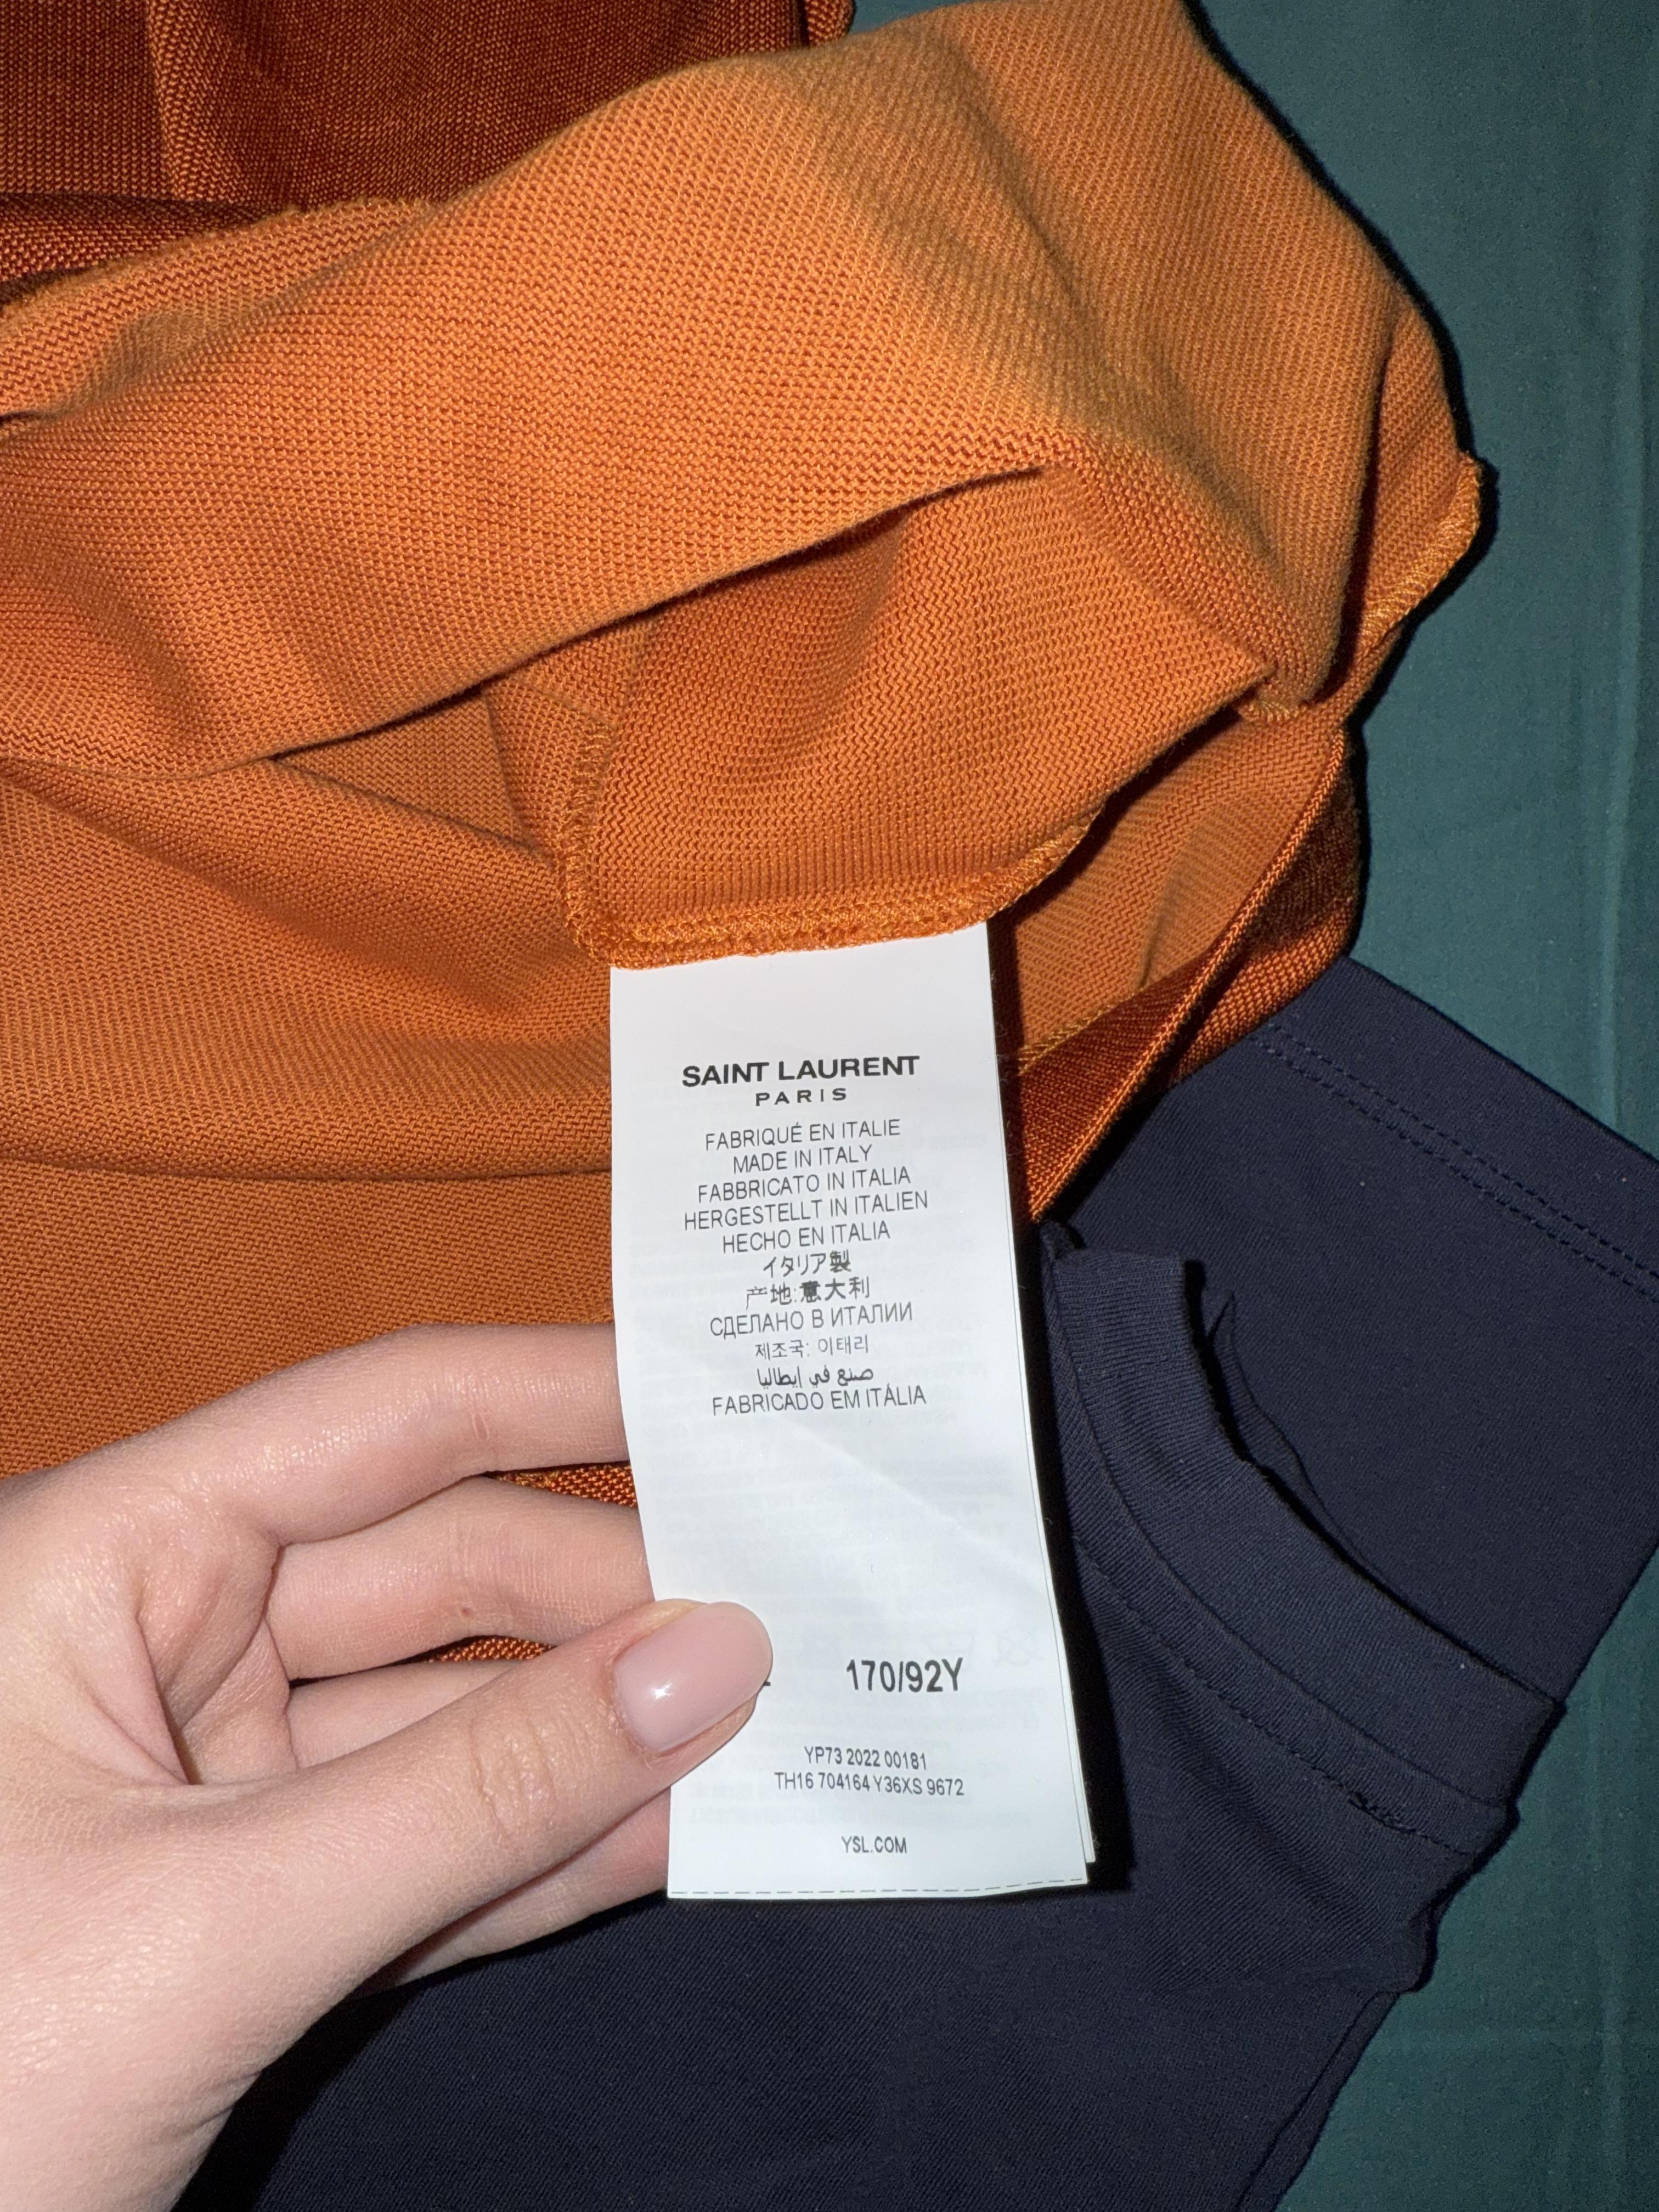 SAINT LAURENT
PARIS
FABRIQUÉ EN ITALIE
MADE IN ITALY
FABBRICATO IN ITALIA
HERGESTELLT IN ITALIEN
HECHO EN ITALIA
イタリア製
产地:意大利
СДЕЛАНО В ИТАЛИИ
제조국: 이태리
صنع في إيطاليا
FABRICADO EM ITÁLIA
170/92Y
YP73 2022 00181
TH16 704164 Y36XS 9672
YSL.COM